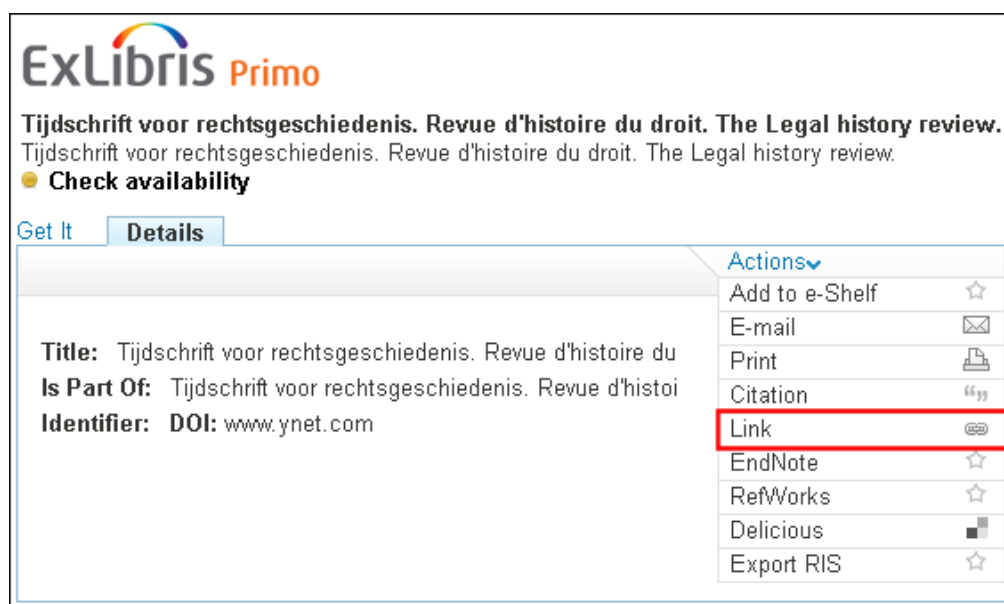 ExLibris Primo
Tijdschrift voor rechtsgeschiedenis. Revue d'histoire du droit. The Legal history review.
Tijdschrift voor rechtsgeschiedenis. Revue d'histoire du droit. The Legal history review.
Check availability
Get It Details
Actions
Add to e-Shelf
E-mail
Title: Tijdschrift voor rechtsgeschiedenis. Revue d'histoire du
Print
Is Part Of: Tijdschrift voor rechtsgeschiedenis. Revue d'histoi
Citation
Identifier: DOI: www.ynet.com
Link
EndNote
RefWorks
Delicious
Export RIS